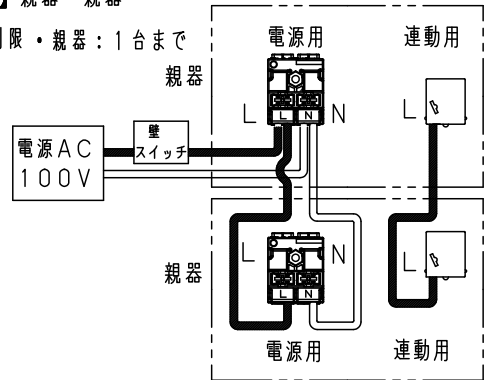 親器 親器
限・親器：1台まで
電源用 連動用
親器
L N L
L N
壁
スイッチ
電源AC
100V
L N L
親器
L N
電源用 連動用